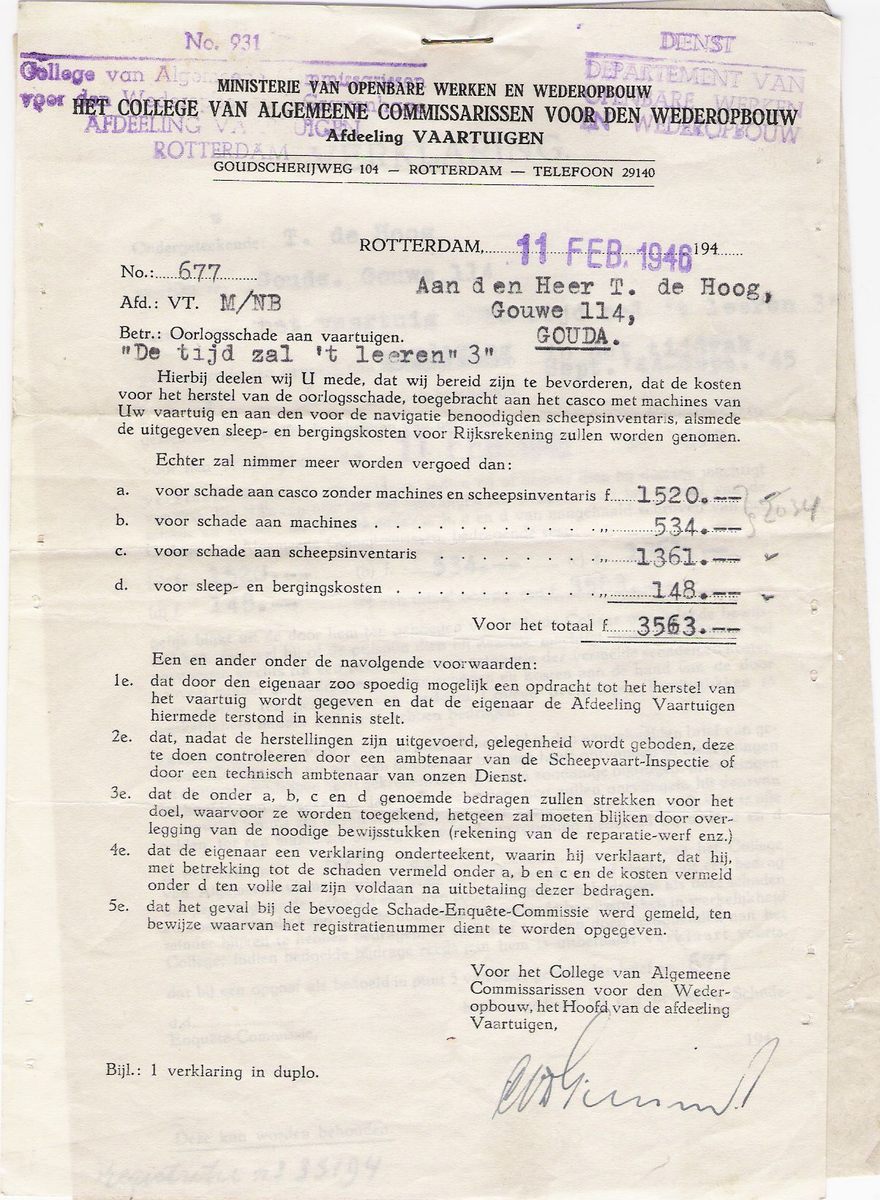 No. 931
DIENST
College van Algemeene Commissarissen
voor den Wederopbouw
AFDEELING VAARTUIGEN
ROTTERDAM
DEPARTEMENT VAN
OPENBARE WERKEN
EN WEDEROPBOUW
MINISTERIE VAN OPENBARE WERKEN EN WEDEROPBOUW
HET COLLEGE VAN ALGEMEENE COMMISSARISSEN VOOR DEN WEDEROPBOUW
Afdeeling VAARTUIGEN
GOUDSCHERIJWEG 104 — ROTTERDAM — TELEFOON 29140
ROTTERDAM, 11 FEB. 1946 194
No.: 677
Aan den Heer T. de Hoog,
Afd.: VT. M/NB
Gouwe 114,
Betr.: Oorlogsschade aan vaartuigen.
GOUDA.
"De tijd zal 't leeren" 3"
Hierbij deelen wij U mede, dat wij bereid zijn te bevorderen, dat de kosten
voor het herstel van de oorlogsschade, toegebracht aan het casco met machines van
Uw vaartuig en aan den voor de navigatie benoodigden scheepsinventaris, alsmede
de uitgegeven sleep- en bergingskosten voor Rijksrekening zullen worden genomen.
Echter zal nimmer meer worden vergoed dan:
a. voor schade aan casco zonder machines en scheepsinventaris f 1520.—
2054
b. voor schade aan machines . . . . . . . . . . . „ 534.—
c. voor schade aan scheepsinventaris . . . . . . . . „ 1361.—
d. voor sleep- en bergingskosten . . . . . . . . . . „ 148.—
Voor het totaal f 3563.—
Een en ander onder de navolgende voorwaarden:
1e. dat door den eigenaar zoo spoedig mogelijk een opdracht tot het herstel van
het vaartuig wordt gegeven en dat de eigenaar de Afdeeling Vaartuigen
hiermede terstond in kennis stelt.
2e. dat, nadat de herstellingen zijn uitgevoerd, gelegenheid wordt geboden, deze
te doen controleeren door een ambtenaar van de Scheepvaart-Inspectie of
door een technisch ambtenaar van onzen Dienst.
3e. dat de onder a, b, c en d genoemde bedragen zullen strekken voor het
doel, waarvoor ze worden toegekend, hetgeen zal moeten blijken door over-
legging van de noodige bewijsstukken (rekening van de reparatie-werf enz.)
4e. dat de eigenaar een verklaring onderteekent, waarin hij verklaart, dat hij,
met betrekking tot de schaden vermeld onder a, b en c en de kosten vermeld
onder d ten volle zal zijn voldaan na uitbetaling dezer bedragen.
5e. dat het geval bij de bevoegde Schade-Enquête-Commissie werd gemeld, ten
bewijze waarvan het registratienummer dient te worden opgegeven.
Voor het College van Algemeene
Commissarissen voor den Weder-
opbouw, het Hoofd van de afdeeling
Vaartuigen,
Bijl.: 1 verklaring in duplo.
Deze kan worden behouden